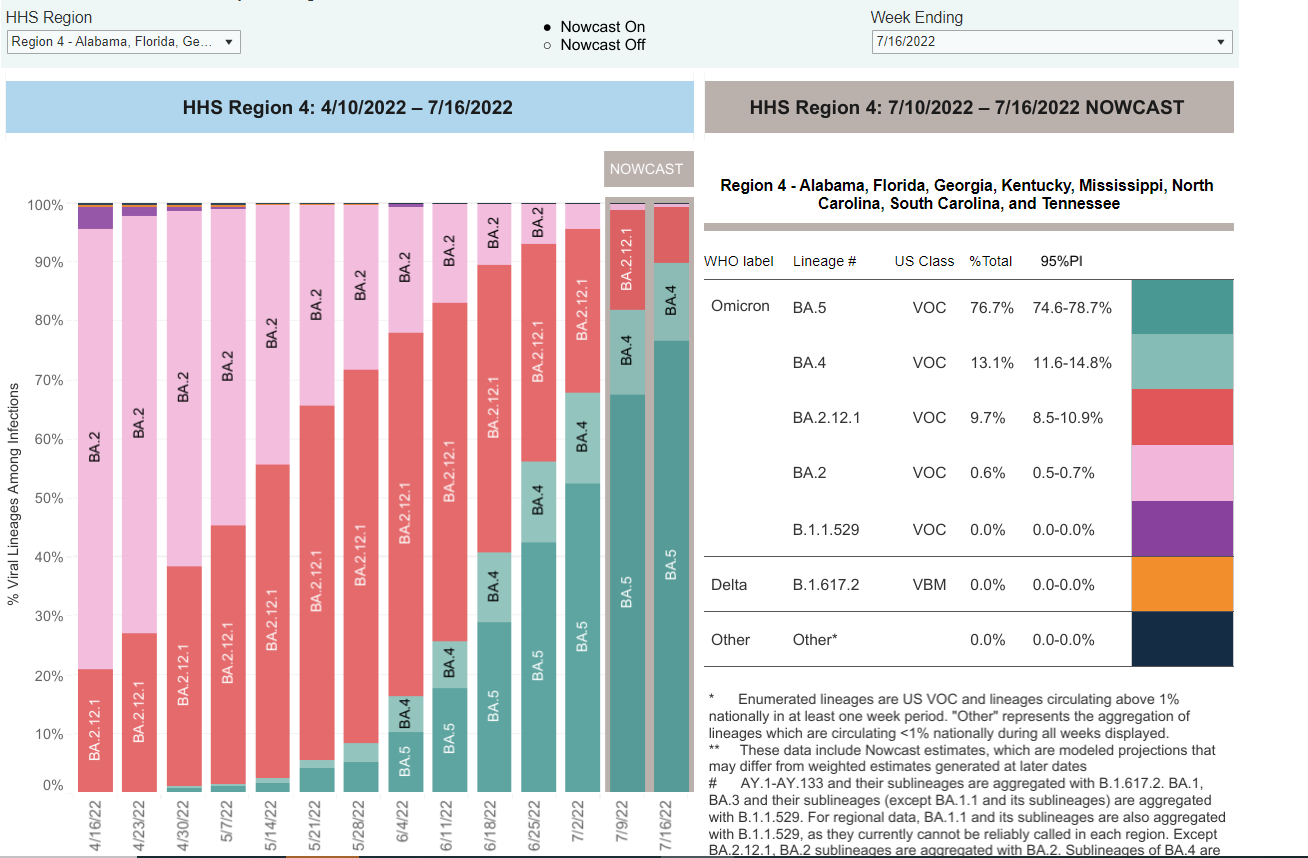 HHS Region
Region 4 - Alabama, Florida, Ge...
Nowcast On
Nowcast Off
Week Ending
7/16/2022
HHS Region 4: 4/10/2022 – 7/16/2022
HHS Region 4: 7/10/2022 – 7/16/2022 NOWCAST
NOWCAST
% Viral Lineages Among Infections
100%
90%
80%
70%
60%
50%
40%
30%
20%
10%
0%
BA.2
BA.2.12.1
BA.2
BA.2.12.1
BA.2
BA.2.12.1
BA.2
BA.2.12.1
BA.2
BA.2.12.1
BA.2
BA.2.12.1
BA.2
BA.2.12.1
BA.2
BA.2.12.1
BA.4
BA.5
BA.2
BA.2.12.1
BA.4
BA.5
BA.2
BA.2.12.1
BA.4
BA.5
BA.2
BA.2.12.1
BA.4
BA.5
BA.2.12.1
BA.4
BA.5
BA.2.12.1
BA.4
BA.5
BA.4
BA.5
4/16/22
4/23/22
4/30/22
5/7/22
5/14/22
5/21/22
5/28/22
6/4/22
6/11/22
6/18/22
6/25/22
7/2/22
7/9/22
7/16/22
Region 4 - Alabama, Florida, Georgia, Kentucky, Mississippi, North
Carolina, South Carolina, and Tennessee
WHO label Lineage # US Class %Total 95%PI
Omicron BA.5 VOC 76.7% 74.6-78.7%
BA.4 VOC 13.1% 11.6-14.8%
BA.2.12.1 VOC 9.7% 8.5-10.9%
BA.2 VOC 0.6% 0.5-0.7%
B.1.1.529 VOC 0.0% 0.0-0.0%
Delta B.1.617.2 VBM 0.0% 0.0-0.0%
Other Other* 0.0% 0.0-0.0%
* Enumerated lineages are US VOC and lineages circulating above 1%
nationally in at least one week period. "Other" represents the aggregation of
lineages which are circulating <1% nationally during all weeks displayed.
** These data include Nowcast estimates, which are modeled projections that
may differ from weighted estimates generated at later dates
# AY.1-AY.133 and their sublineages are aggregated with B.1.617.2. BA.1,
BA.3 and their sublineages (except BA.1.1 and its sublineages) are aggregated
with B.1.1.529. For regional data, BA.1.1 and its sublineages are also aggregated
with B.1.1.529, as they currently cannot be reliably called in each region. Except
BA.2.12.1, BA.2 sublineages are aggregated with BA.2. Sublineages of BA.4 are